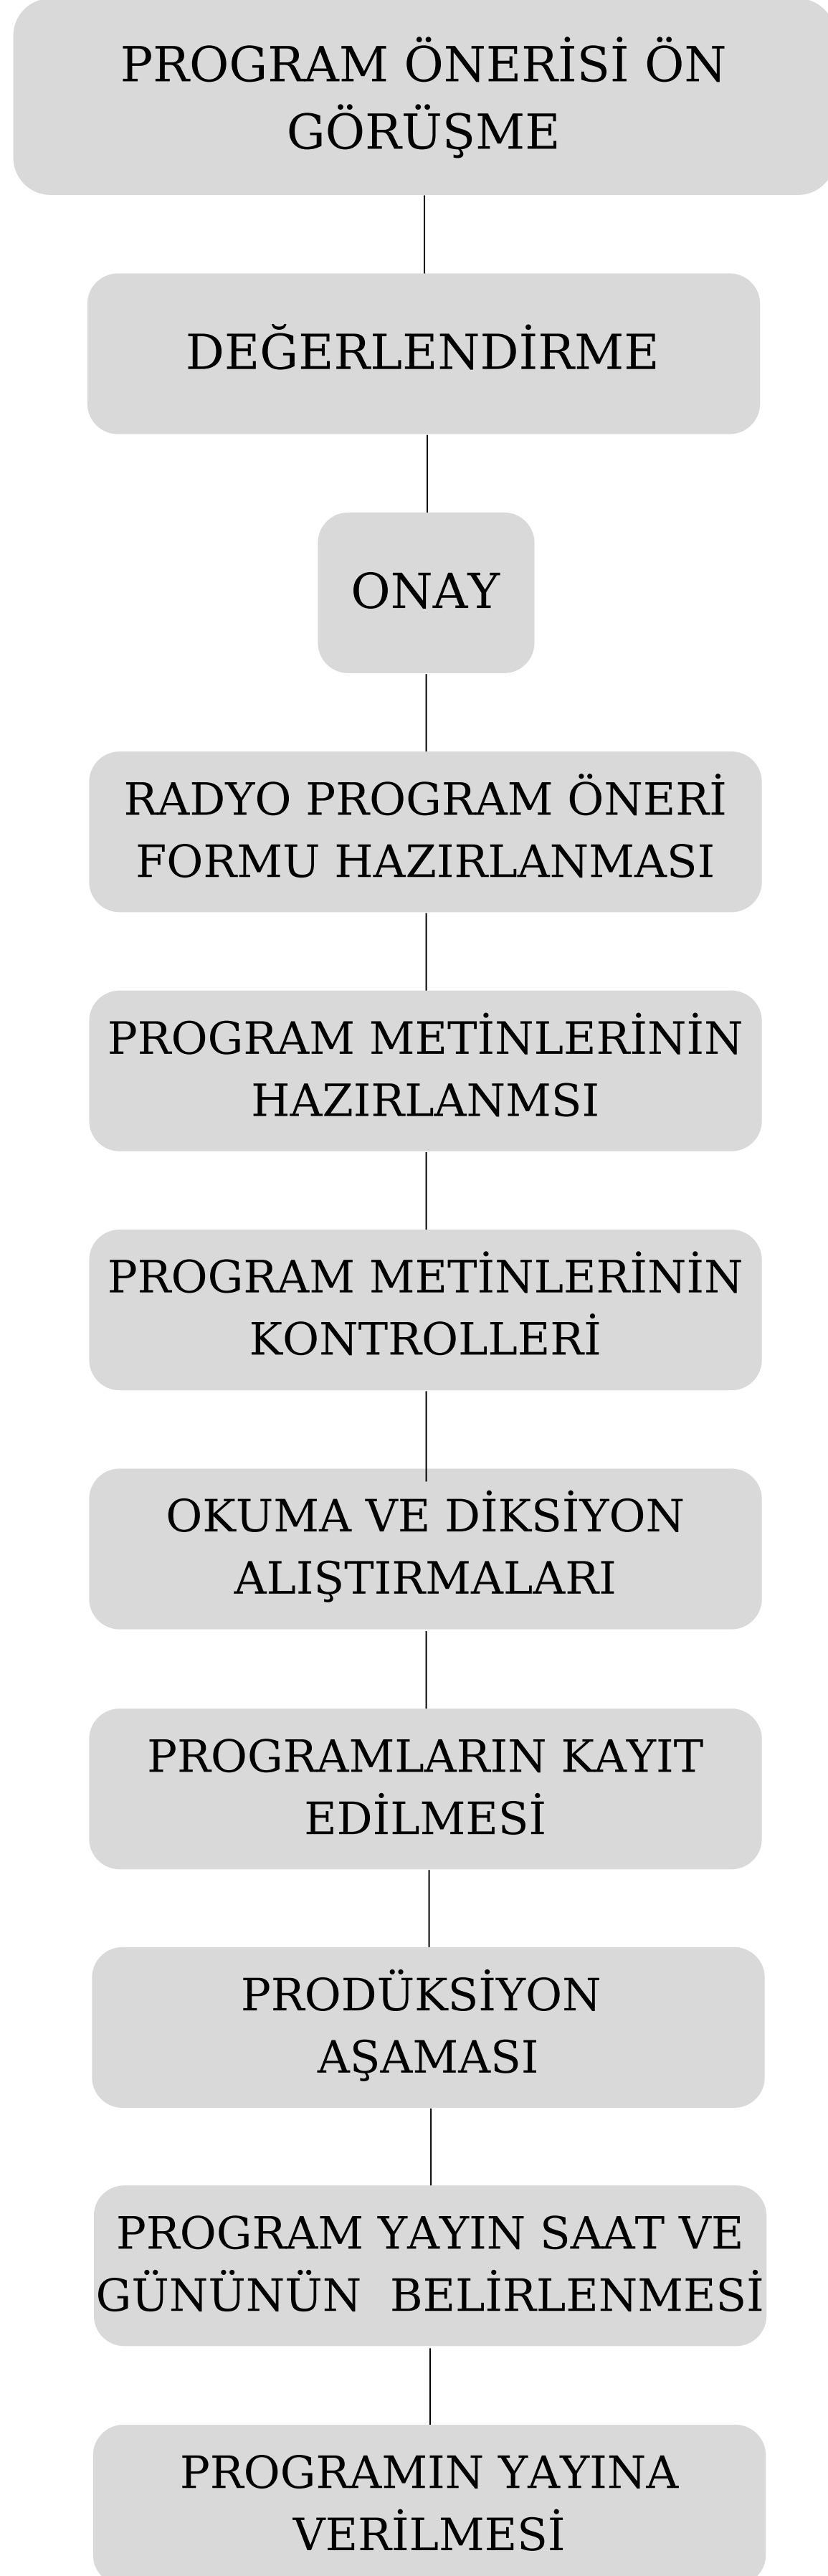 PROGRAM ÖNERİSİ ÖN
GÖRÜŞME
DEĞERLENDİRME
ONAY
RADYO PROGRAM ÖNERİ
FORMU HAZIRLANMASI
PROGRAM METİNLERİNİN
HAZIRLANMSI
PROGRAM METİNLERİNİN
KONTROLLERİ
OKUMA VE DİKSİYON
ALIŞTIRMALARI
PROGRAMLARIN KAYIT
EDİLMESİ
PRODÜKSİYON
AŞAMASI
PROGRAM YAYIN SAAT VE
GÜNÜNÜN  BELİRLENMESİ
PROGRAMIN YAYINA
VERİLMESİ